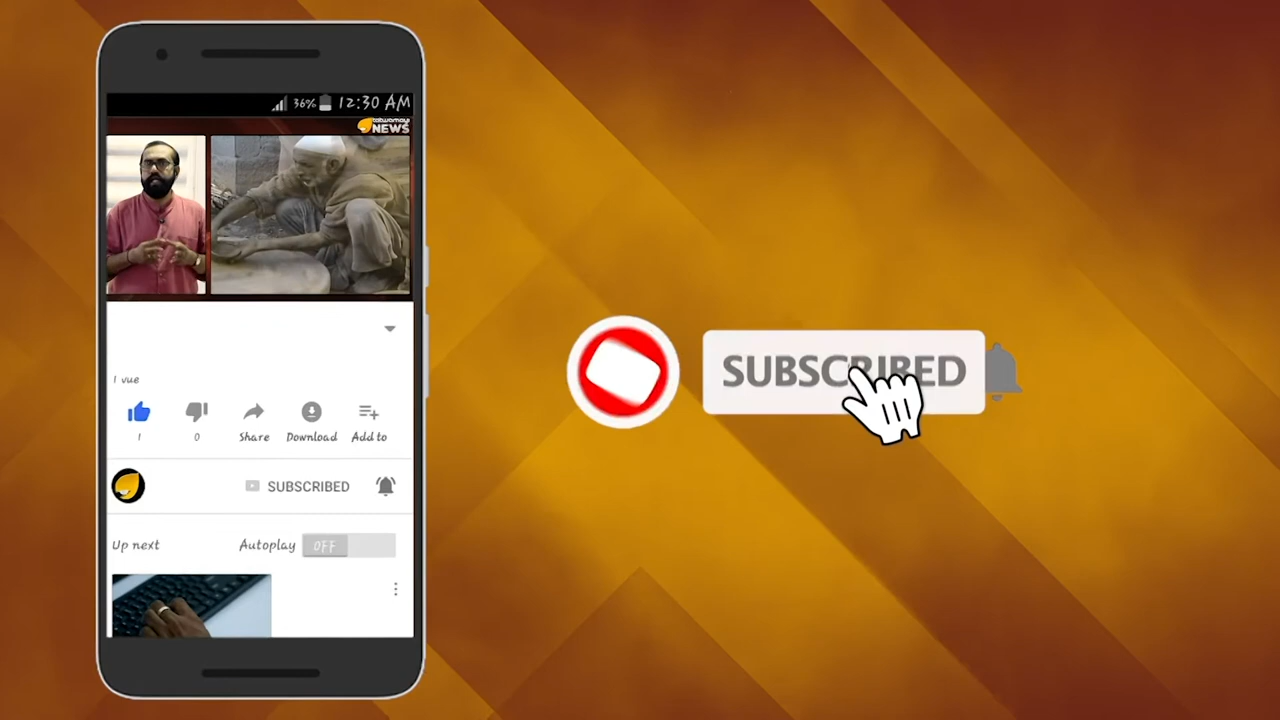 36% 12:30 AM
tatwamayi
NEWS
1 vue
1
0
Share
Download
Add to
SUBSCRIBED
Up next
Autoplay
OFF
SUBSCRIBED